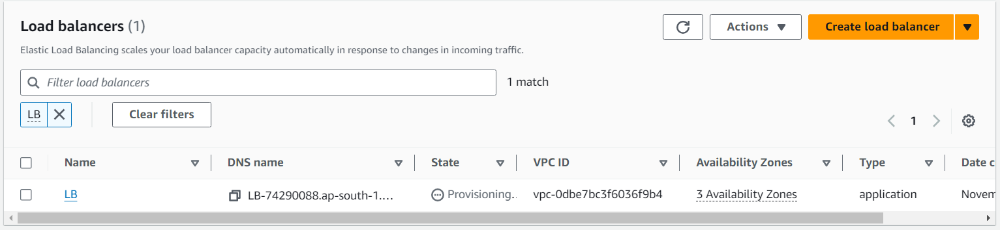 Load balancers (1)
Actions
Create load balancer
Elastic Load Balancing scales your load balancer capacity automatically in response to changes in incoming traffic.
Filter load balancers
1 match
LB
Clear filters
1
Name
DNS name
State
VPC ID
Availability Zones
Type
Date c
LB
LB-74290088.ap-south-1....
Provisioning..
vpc-0dbe7bc3f6036f9b4
3 Availability Zones
application
Novem